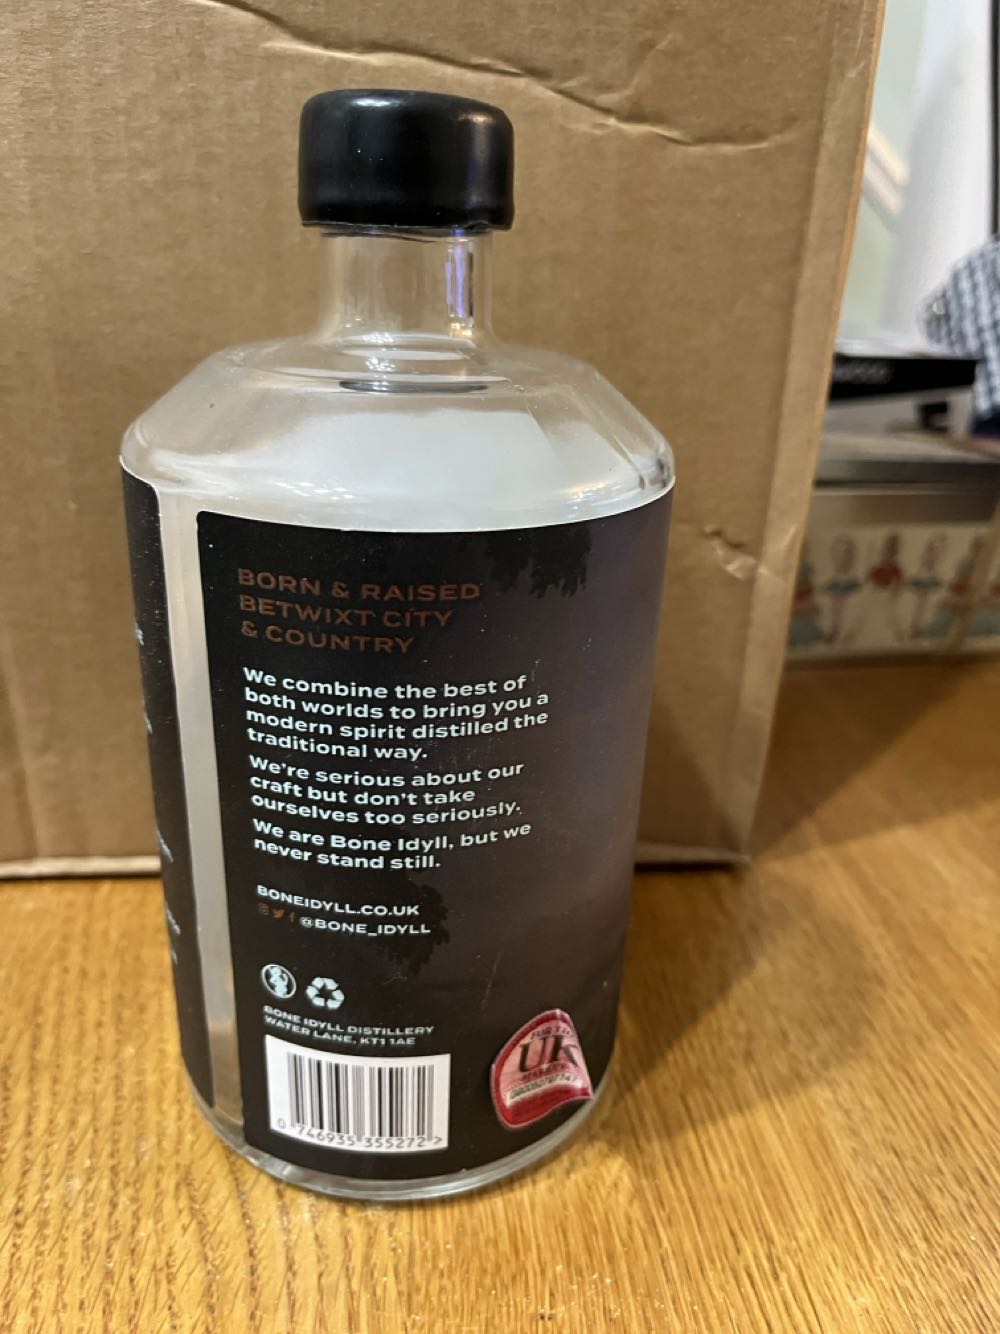 BORN & RAISED
BETWIXT CITY
& COUNTRY
We combine the best of
both worlds to bring you a
modern spirit distilled the
traditional way.
We're serious about our
craft but don't take
ourselves too seriously.
We are Bone Idyll, but we
never stand still.
BONEIDYLL.CO.UK
@BONE_IDYLL
BONE IDYLL DISTILLERY
WATER LANE, KT1 1AE
0 746935 355272 >
UK